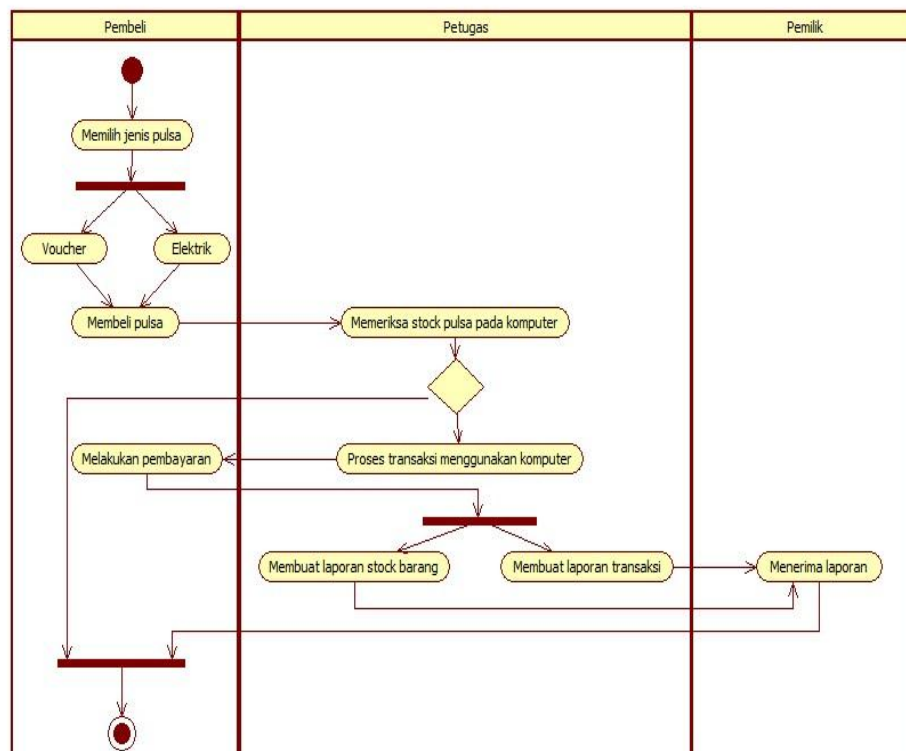 Pembeli
Petugas
Pemilik
Memilih jenis pulsa
Voucher
Elektrik
Membeli pulsa
Memeriksa stock pulsa pada komputer
Melakukan pembayaran
Proses transaksi menggunakan komputer
Membuat laporan stock barang
Membuat laporan transaksi
Menerima laporan